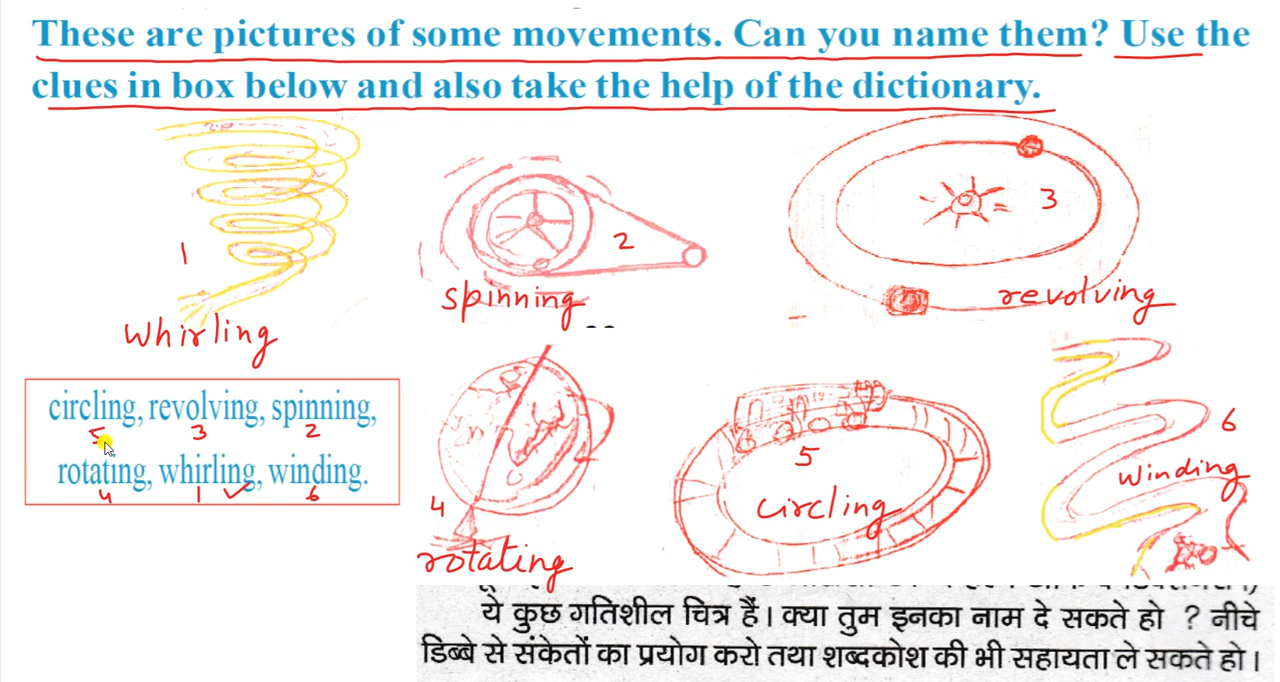 These are pictures of some movements. Can you name them? Use the
clues in box below and also take the help of the dictionary.
1
whirling
2
spinning
3
revolving
circling, revolving, spinning,
5 3 2
rotating, whirling, winding.
4 1 6
4
rotating
5
circling
6
winding
ये कुछ गतिशील चित्र हैं। क्या तुम इनका नाम दे सकते हो ? नीचे
डिब्बे से संकेतों का प्रयोग करो तथा शब्दकोश की भी सहायता ले सकते हो।